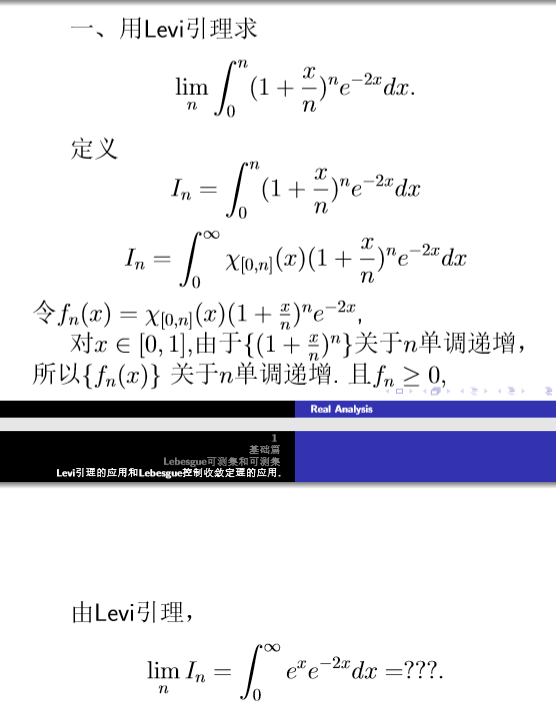 一、用Levi引理求
$$\lim_{n} \int_0^n (1+\frac{x}{n})^n e^{-2x}dx.$$
定义
$$I_n = \int_0^n (1+\frac{x}{n})^n e^{-2x}dx$$
$$I_n = \int_0^\infty \chi_{[0,n]}(x)(1+\frac{x}{n})^n e^{-2x}dx$$
令$f_n(x) = \chi_{[0,n]}(x)(1+\frac{x}{n})^n e^{-2x}$,
对$x \in [0,1]$,由于$\{(1+\frac{x}{n})^n\}$关于$n$单调递增，
所以$\{f_n(x)\}$ 关于$n$单调递增. 且$f_n \geq 0$,
Real Analysis
1
基础篇
Lebesgue可测集和可测集
Levi引理的应用和Lebesgue控制收敛定理的应用.
由Levi引理，
$$\lim_{n} I_n = \int_0^\infty e^x e^{-2x}dx =???.$$